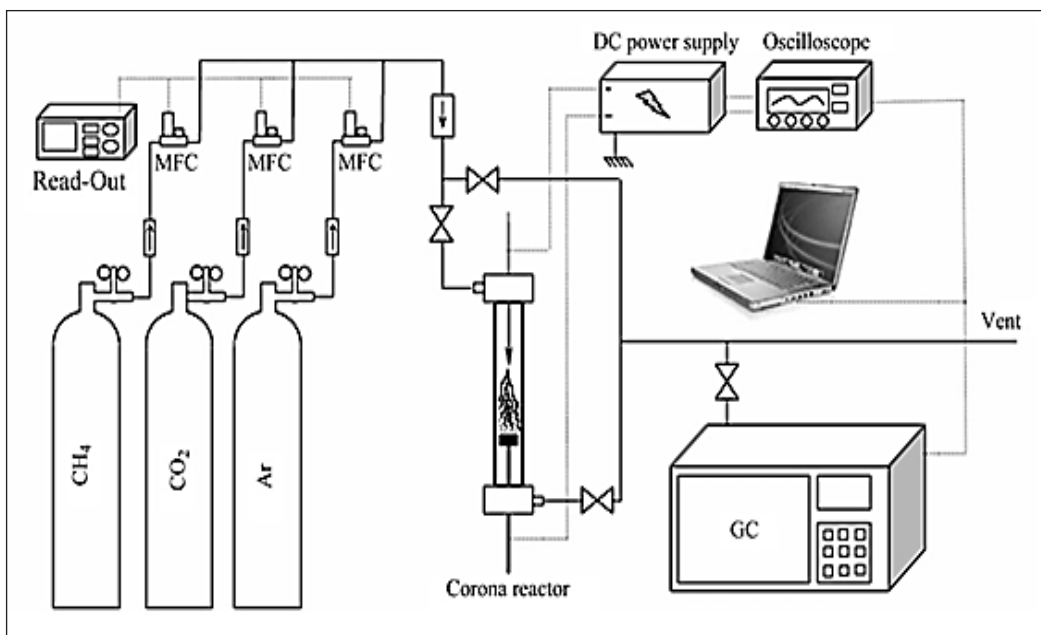 DC power supply
Oscilloscope
MFC
MFC
MFC
Read-Out
CH4
CO2
Ar
Vent
GC
Corona reactor